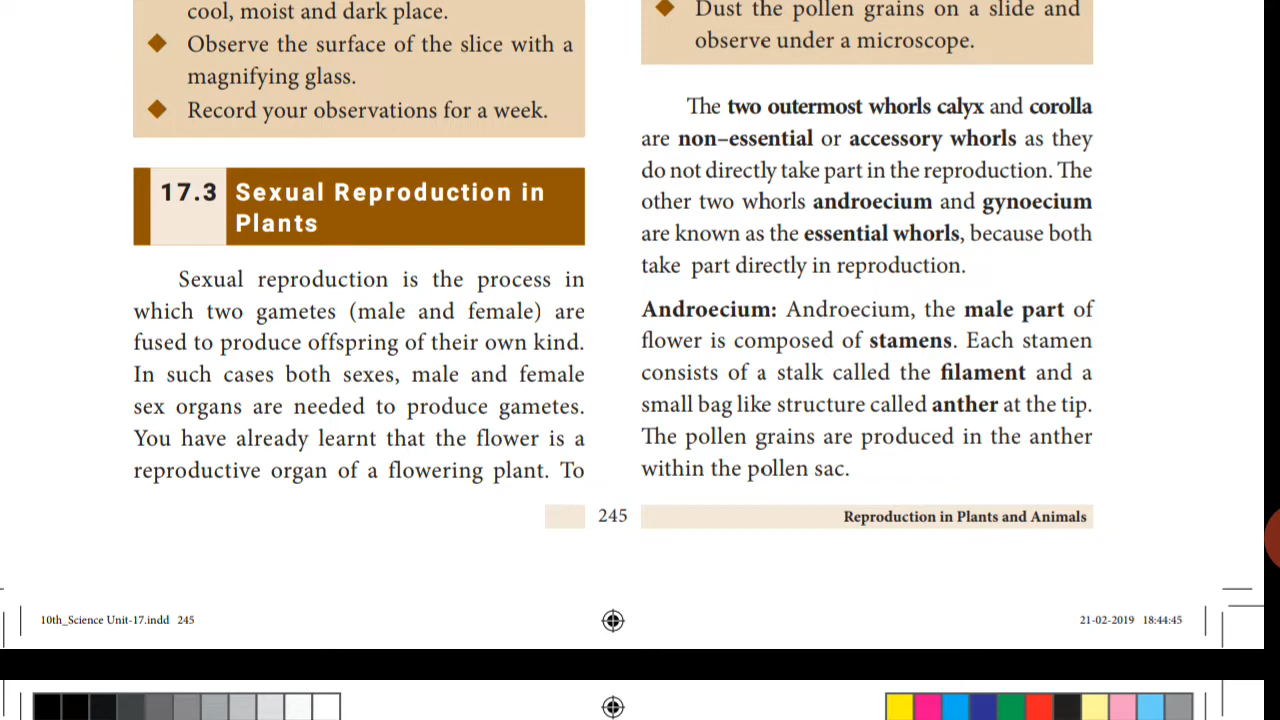 cool, moist and dark place.
Observe the surface of the slice with a
magnifying glass.
Record your observations for a week.
17.3 Sexual Reproduction in
Plants
Sexual reproduction is the process in
which two gametes (male and female) are
fused to produce offspring of their own kind.
In such cases both sexes, male and female
sex organs are needed to produce gametes.
You have already learnt that the flower is a
reproductive organ of a flowering plant. To
Dust the pollen grains on a slide and
observe under a microscope.
The two outermost whorls calyx and corolla
are non–essential or accessory whorls as they
do not directly take part in the reproduction. The
other two whorls androecium and gynoecium
are known as the essential whorls, because both
take part directly in reproduction.
Androecium: Androecium, the male part of
flower is composed of stamens. Each stamen
consists of a stalk called the filament and a
small bag like structure called anther at the tip.
The pollen grains are produced in the anther
within the pollen sac.
245
Reproduction in Plants and Animals
10th_Science Unit-17.indd 245
21-02-2019 18:44:45